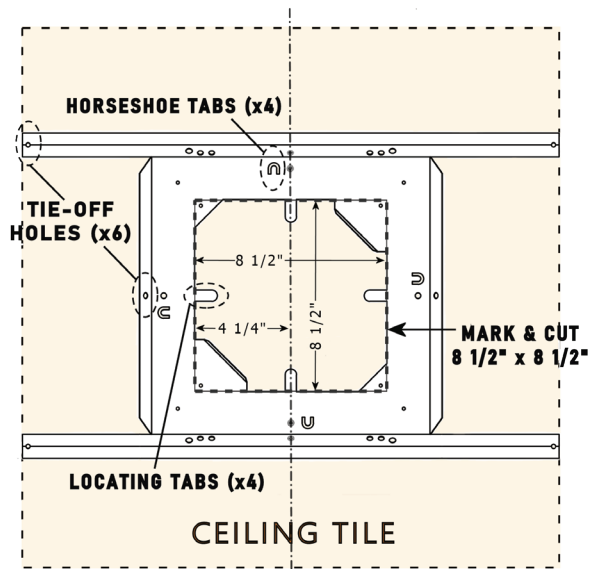 HORSESHOE TABS (x4)
TIE-OFF
HOLES (x6)
8 1/2"
4 1/4"
8 1/2"
MARK & CUT
8 1/2" x 8 1/2"
LOCATING TABS (x4)
CEILING TILE